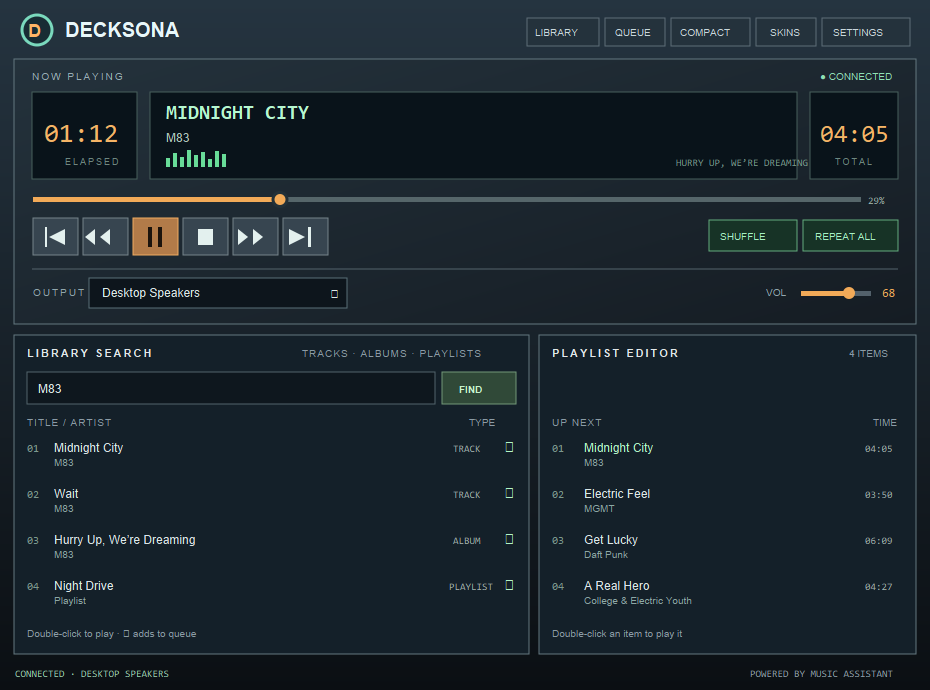 D DECKSONA LIBRARY QUEUE COMPACT SKINS SETTINGS
NOW PLAYING ● CONNECTED
MIDNIGHT CITY
01:12 M83 04:05
ELAPSED HURRY UP, WE'RE DREAMING TOTAL
29%
SHUFFLE REPEAT ALL
OUTPUT Desktop Speakers VOL 68
LIBRARY SEARCH TRACKS · ALBUMS · PLAYLISTS
M83 FIND
TITLE / ARTIST TYPE
01 Midnight City TRACK
M83
02 Wait TRACK
M83
03 Hurry Up, We're Dreaming ALBUM
M83
04 Night Drive PLAYLIST
Playlist
Double-click to play · ▯ adds to queue
PLAYLIST EDITOR 4 ITEMS
UP NEXT TIME
01 Midnight City 04:05
M83
02 Electric Feel 03:50
MGMT
03 Get Lucky 06:09
Daft Punk
04 A Real Hero 04:27
College & Electric Youth
Double-click an item to play it
CONNECTED · DESKTOP SPEAKERS POWERED BY MUSIC ASSISTANT